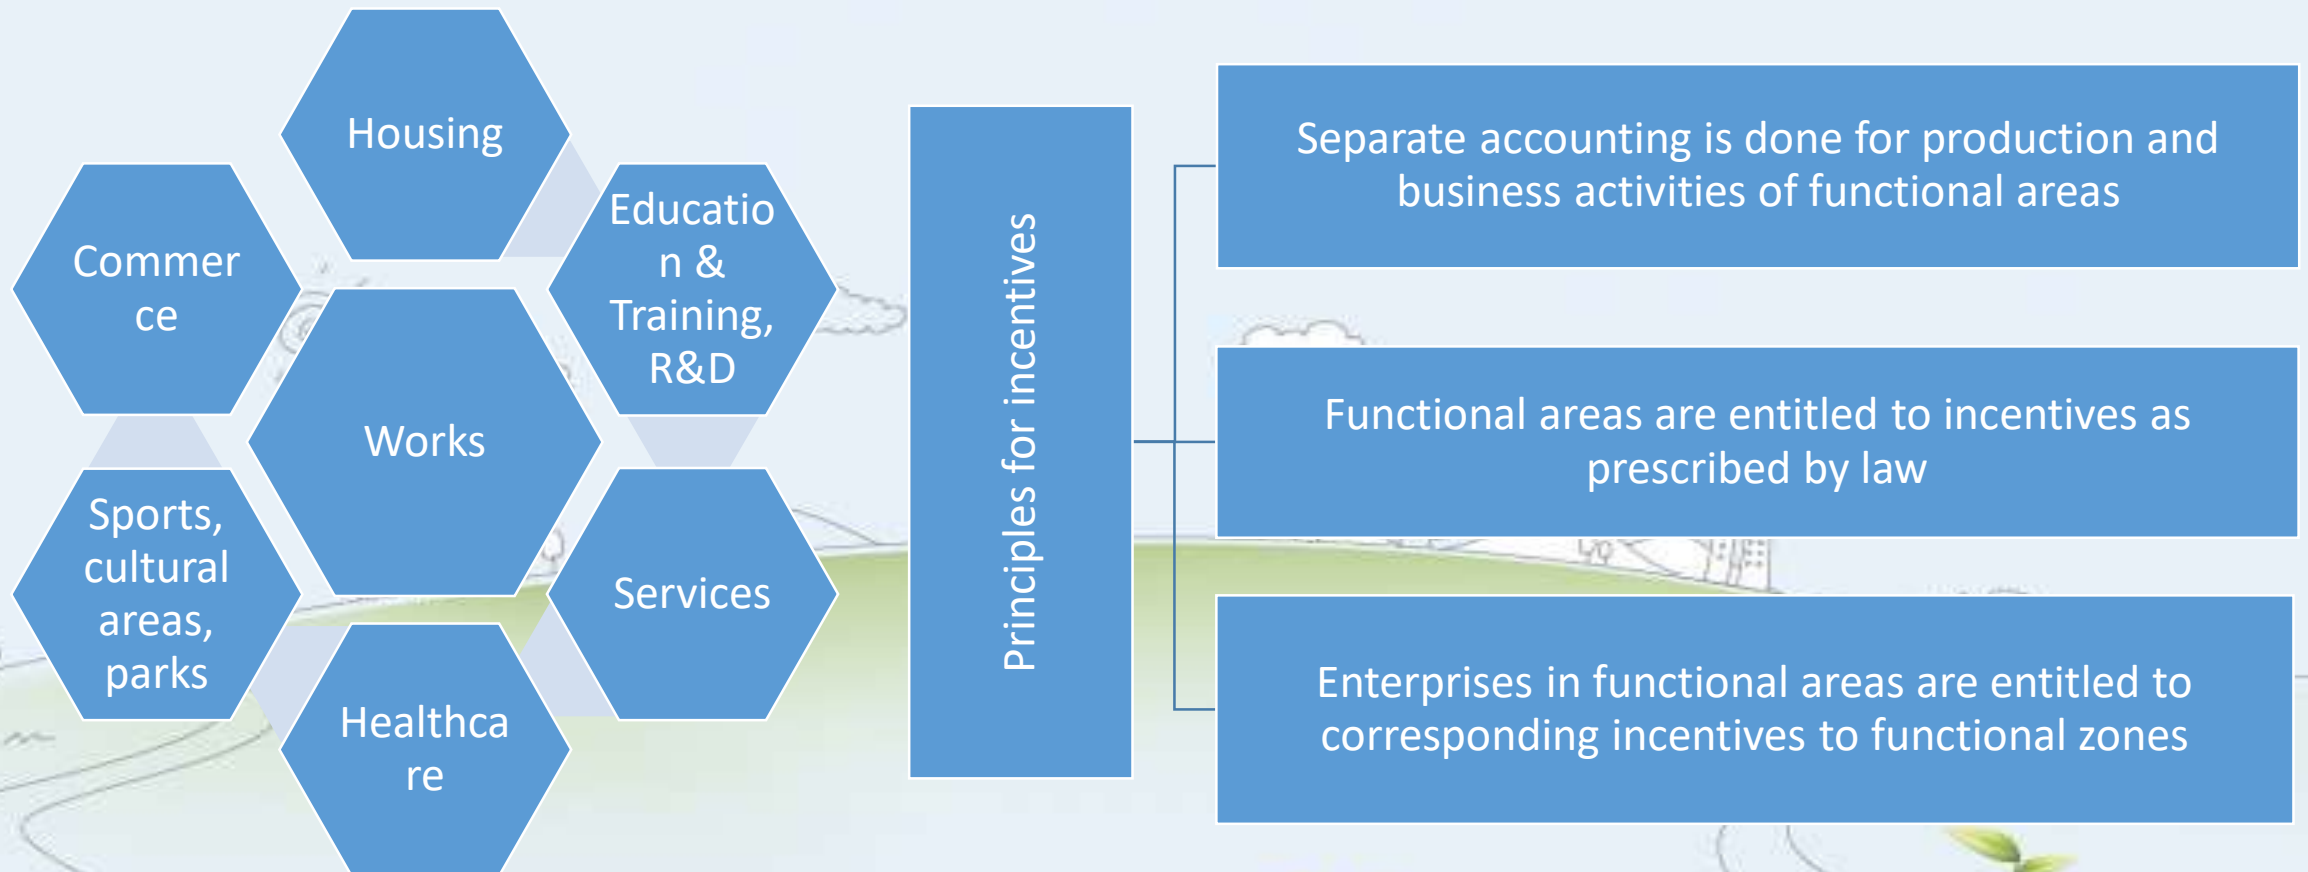 Housing
Educatio
n &
Training,
R&D
Commer
ce
Works
Sports,
cultural
areas,
parks
Services
Healthca
re
Principles for incentives
Separate accounting is done for production and
business activities of functional areas
Functional areas are entitled to incentives as
prescribed by law
Enterprises in functional areas are entitled to
corresponding incentives to functional zones